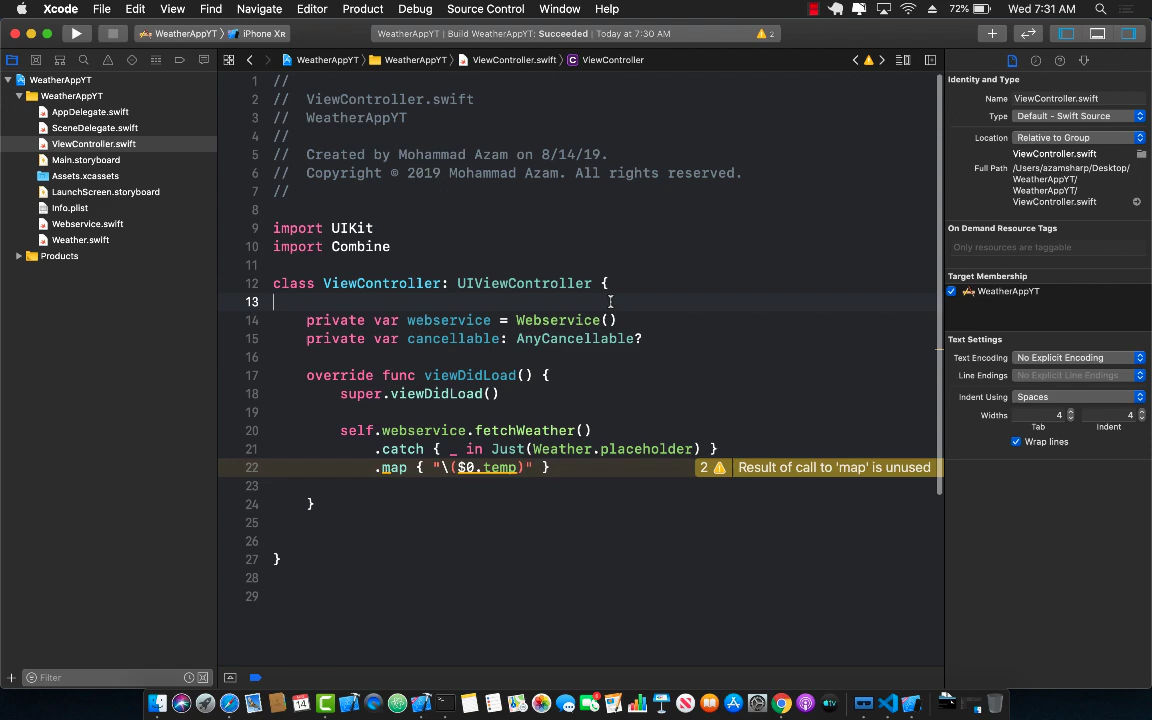 Xcode File Edit View Find Navigate Editor Product Debug Source Control Window Help 72% Wed 7:31 AM
WeatherAppYT iPhone XR WeatherAppYT | Build WeatherAppYT: Succeeded | Today at 7:30 AM 2
WeatherAppYT
WeatherAppYT
AppDelegate.swift
SceneDelegate.swift
ViewController.swift
Main.storyboard
Assets.xcassets
LaunchScreen.storyboard
Info.plist
Webservice.swift
Weather.swift
Products
Filter
WeatherAppYT WeatherAppYT ViewController.swift C ViewController
1 //
2 // ViewController.swift
3 // WeatherAppYT
4 //
5 // Created by Mohammad Azam on 8/14/19.
6 // Copyright © 2019 Mohammad Azam. All rights reserved.
7 //
8
9 import UIKit
10 import Combine
11
12 class ViewController: UIViewController {
13
14 private var webservice = Webservice()
15 private var cancellable: AnyCancellable?
16
17 override func viewDidLoad() {
18 super.viewDidLoad()
19
20 self.webservice.fetchWeather()
21 .catch { _ in Just(Weather.placeholder) }
22 .map { "\($0.temp)" } 2 Result of call to 'map' is unused
23
24 }
25
26
27 }
28
29
Identity and Type
Name ViewController.swift
Type Default - Swift Source
Location Relative to Group
ViewController.swift
Full Path /Users/azamsharp/Desktop/
WeatherAppYT/
WeatherAppYT/
ViewController.swift
On Demand Resource Tags
Only resources are taggable
Target Membership
WeatherAppYT
Text Settings
Text Encoding No Explicit Encoding
Line Endings No Explicit Line Endings
Indent Using Spaces
Widths 4 4
Tab Indent
Wrap lines